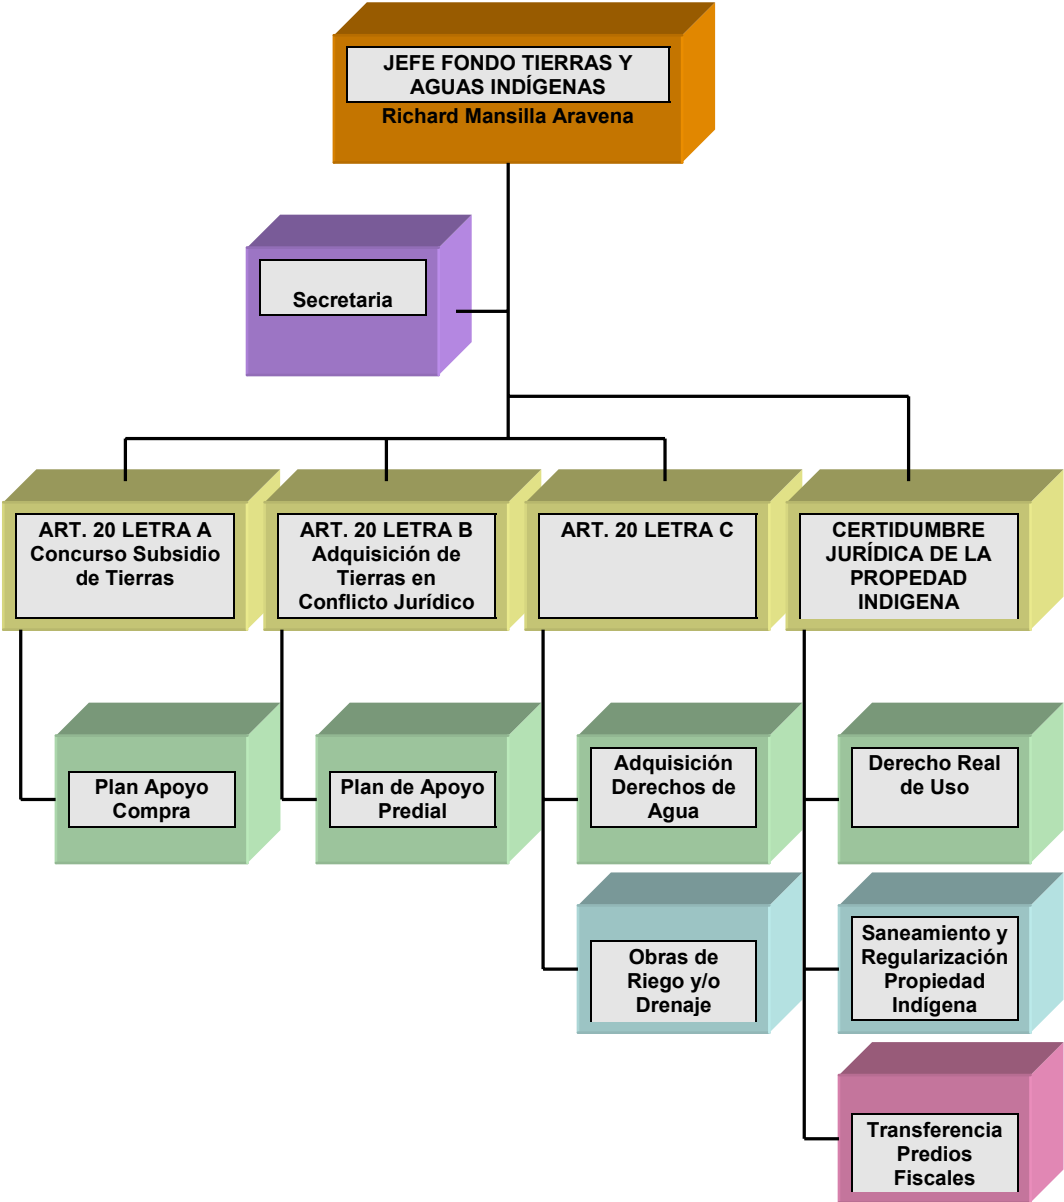 JEFE FONDO TIERRAS Y
AGUAS INDÍGENAS
Richard Mansilla Aravena
Secretaria
ART. 20 LETRA A
Concurso Subsidio
de Tierras
ART. 20 LETRA B
Adquisición de
Tierras en
Conflicto Jurídico
ART. 20 LETRA C
CERTIDUMBRE
JURÍDICA DE LA
PROPEDAD
INDIGENA
Plan Apoyo
Compra
Plan de Apoyo
Predial
Adquisición
Derechos de
Agua
Derecho Real
de Uso
Obras de
Riego y/o
Drenaje
Saneamiento y
Regularización
Propiedad
Indígena
Transferencia
Predios
Fiscales